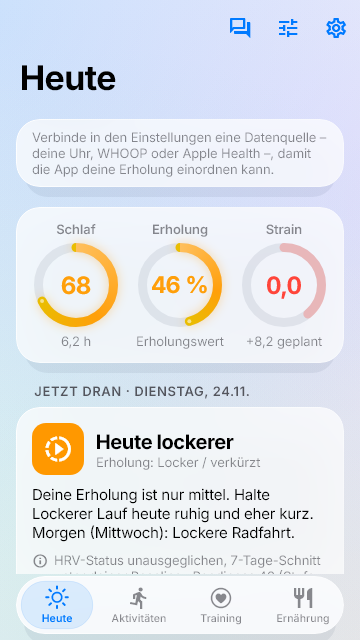 Heute
Verbinde in den Einstellungen eine Datenquelle –
deine Uhr, WHOOP oder Apple Health –, damit
die App deine Erholung einordnen kann.
Schlaf Erholung Strain
68 46 % 0,0
6,2 h Erholungswert +8,2 geplant
JETZT DRAN · DIENSTAG, 24.11.
Heute lockerer
Erholung: Locker / verkürzt
Deine Erholung ist nur mittel. Halte
Lockerer Lauf heute ruhig und eher kurz.
Morgen (Mittwoch): Lockere Radfahrt.
HRV-Status unausgeglichen, 7-Tage-Schnitt
Heute Aktivitäten Training Ernährung